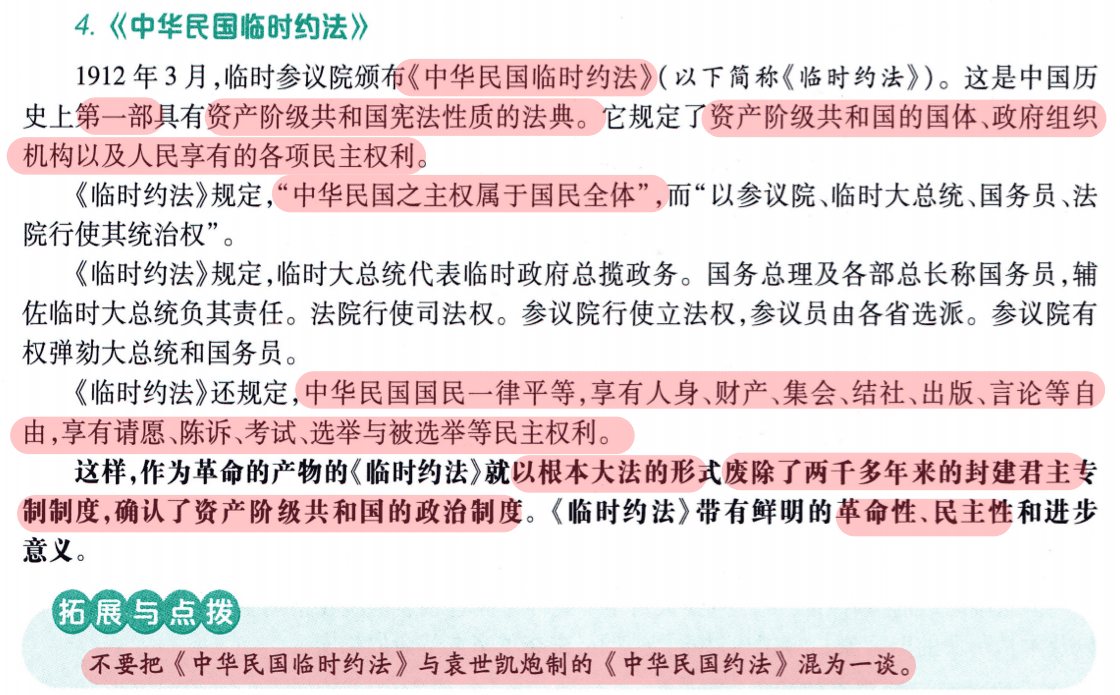 4.《中华民国临时约法》
1912年3月,临时参议院颁布《中华民国临时约法》(以下简称《临时约法》)。这是中国历
史上第一部具有资产阶级共和国宪法性质的法典。它规定了资产阶级共和国的国体、政府组织
机构以及人民享有的各项民主权利。
《临时约法》规定,“中华民国之主权属于国民全体”,而“以参议院、临时大总统、国务员、法
院行使其统治权”。
《临时约法》规定,临时大总统代表临时政府总揽政务。国务总理及各部总长称国务员,辅
佐临时大总统负其责任。法院行使司法权。参议院行使立法权,参议员由各省选派。参议院有
权弹劾大总统和国务员。
《临时约法》还规定,中华民国国民一律平等,享有人身、财产、集会、结社、出版、言论等自
由,享有请愿、陈诉、考试、选举与被选举等民主权利。
这样,作为革命的产物的《临时约法》就以根本大法的形式废除了两千多年来的封建君主专
制制度,确认了资产阶级共和国的政治制度。《临时约法》带有鲜明的革命性、民主性和进步
意义。
拓展与点拨
不要把《中华民国临时约法》与袁世凯炮制的《中华民国约法》混为一谈。